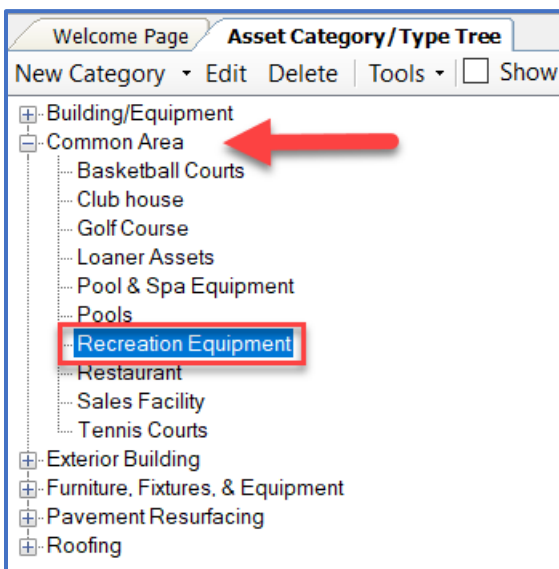 Welcome Page Asset Category/Type Tree
New Category Edit Delete Tools Show
Building/Equipment
Common Area
Basketball Courts
Club house
Golf Course
Loaner Assets
Pool & Spa Equipment
Pools
Recreation Equipment
Restaurant
Sales Facility
Tennis Courts
Exterior Building
Furniture, Fixtures, & Equipment
Pavement Resurfacing
Roofing